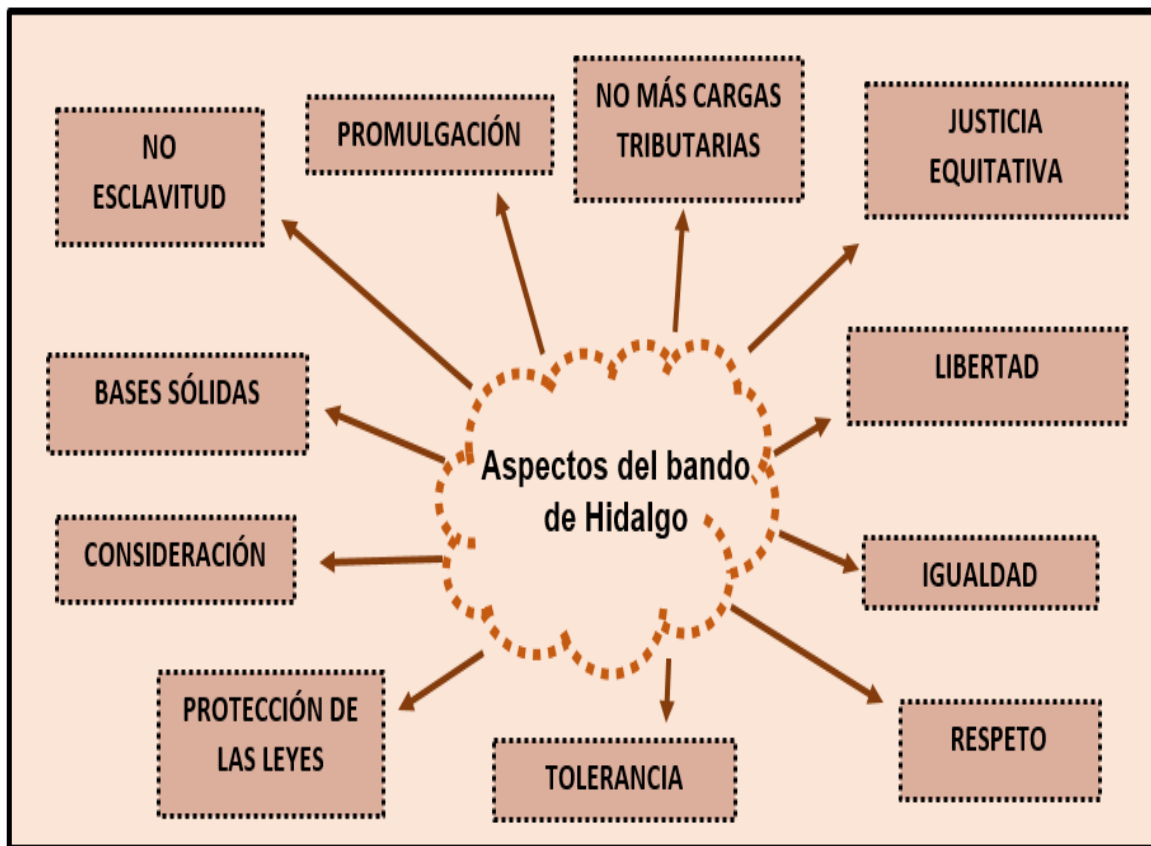 NO
ESCLAVITUD
PROMULGACIÓN
NO MÁS CARGAS
TRIBUTARIAS
JUSTICIA
EQUITATIVA
BASES SÓLIDAS
LIBERTAD
Aspectos del bando
de Hidalgo
CONSIDERACIÓN
IGUALDAD
PROTECCIÓN DE
LAS LEYES
TOLERANCIA
RESPETO